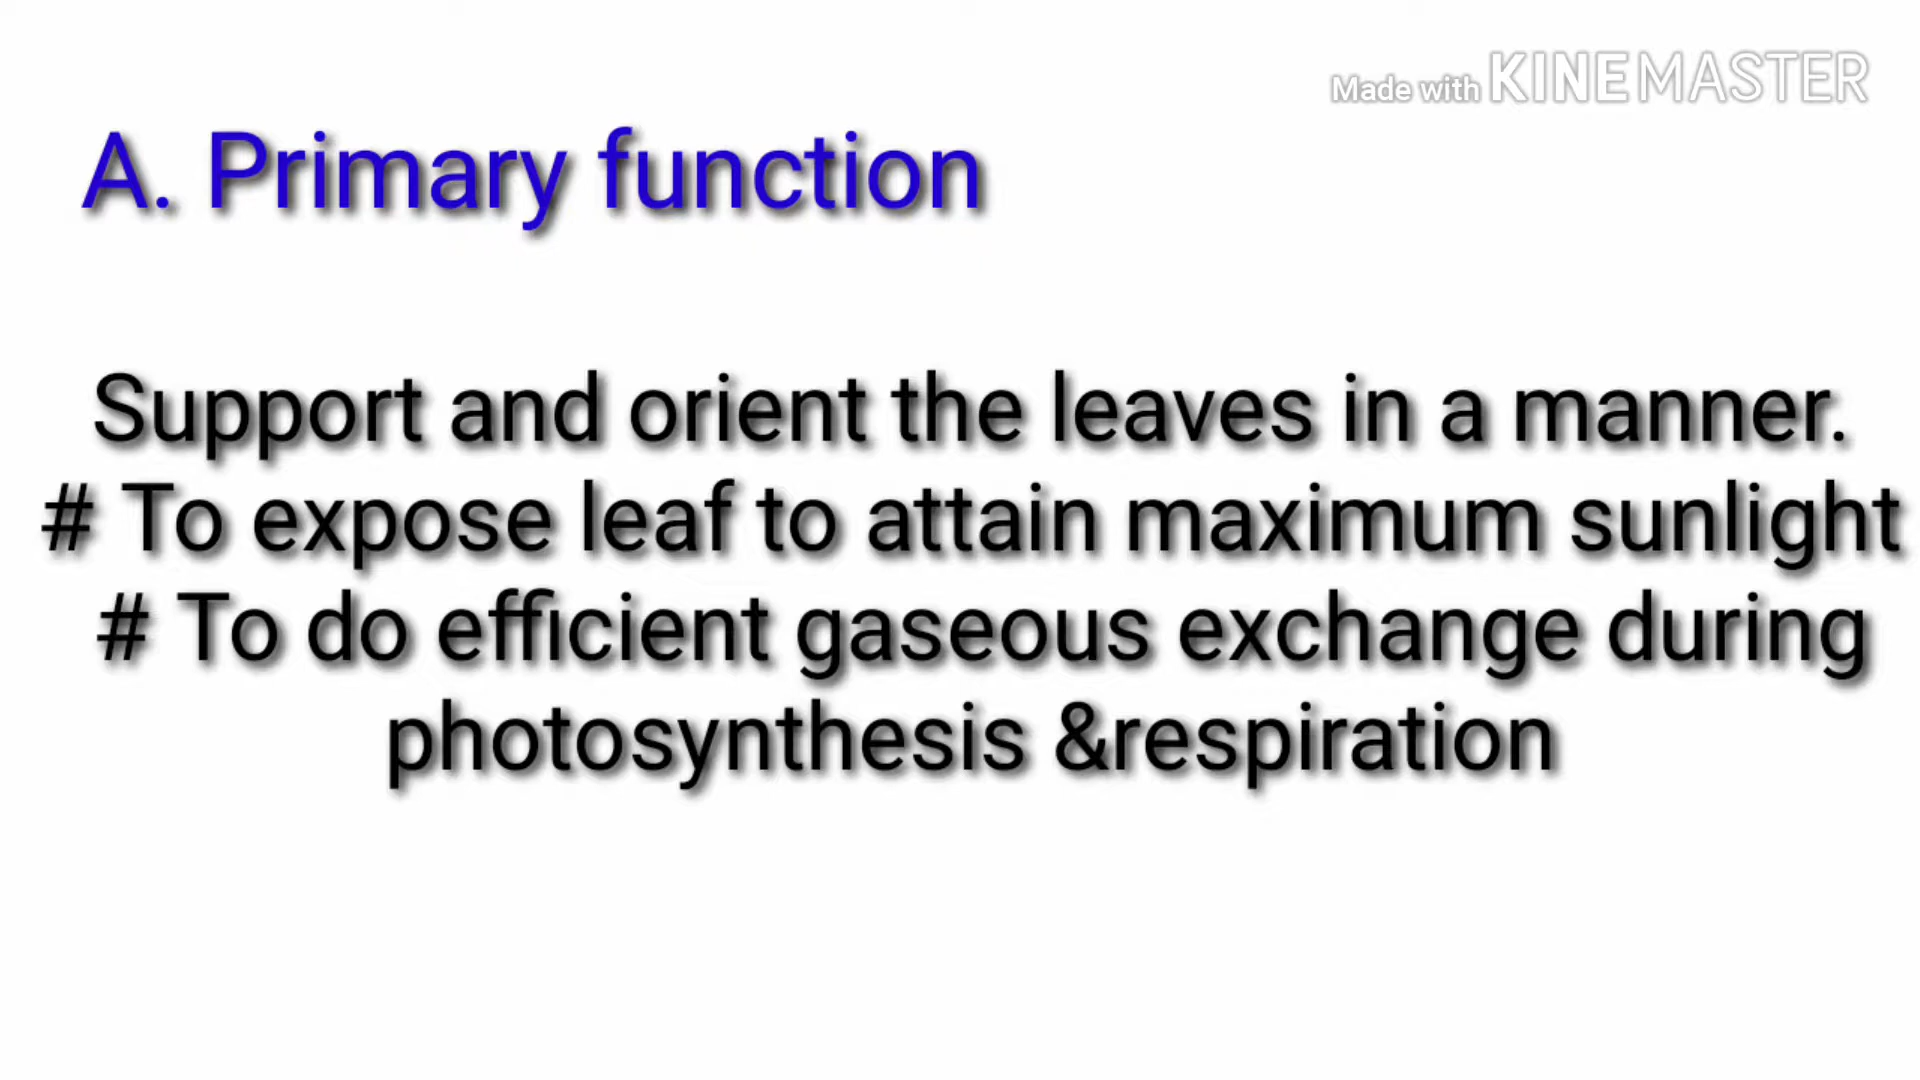 Made with KINEMASTER
A. Primary function
Support and orient the leaves in a manner.
# To expose leaf to attain maximum sunlight
# To do efficient gaseous exchange during
photosynthesis &respiration